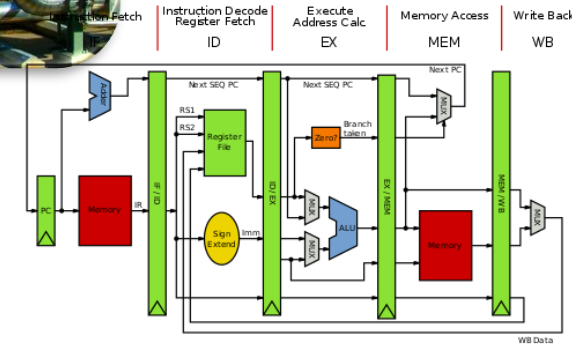 Instruction Fetch
IF
Instruction Decode
Register Fetch
ID
Execute
Address Calc.
EX
Memory Access
MEM
Write Back
WB
Next PC
Next SEQ PC
Next SEQ PC
Adder
MUX
RS1
RS2
Register
File
Branch
taken
Zero?
PC
Memory
IR
IF / ID
ID/EX
MUX
ALU
EX / MEM
MEM / WB
MUX
Sign
Extend
Imm
MUX
Memory
WB Data